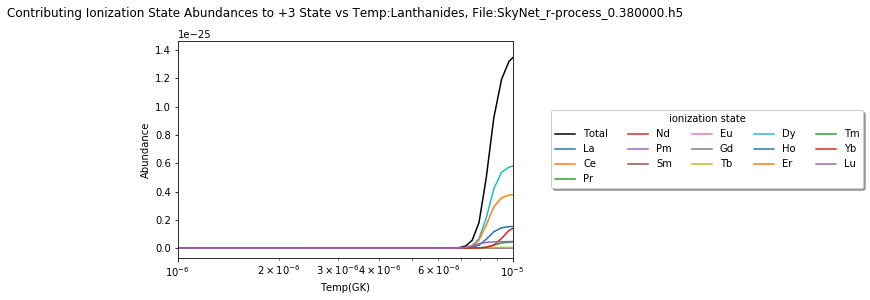 Contributing Ionization State Abundances to +3 State vs Temp:Lanthanides, File:SkyNet_r-process_0.380000.h5
1e−25
1.4
1.2
1.0
0.8
0.6
0.4
0.2
0.0
Abundance
10⁻⁶
2 × 10⁻⁶
3 × 10⁻⁶
4 × 10⁻⁶
6 × 10⁻⁶
10⁻⁵
Temp(GK)
ionization state
Total
La
Ce
Pr
Nd
Pm
Sm
Eu
Gd
Tb
Dy
Ho
Er
Tm
Yb
Lu